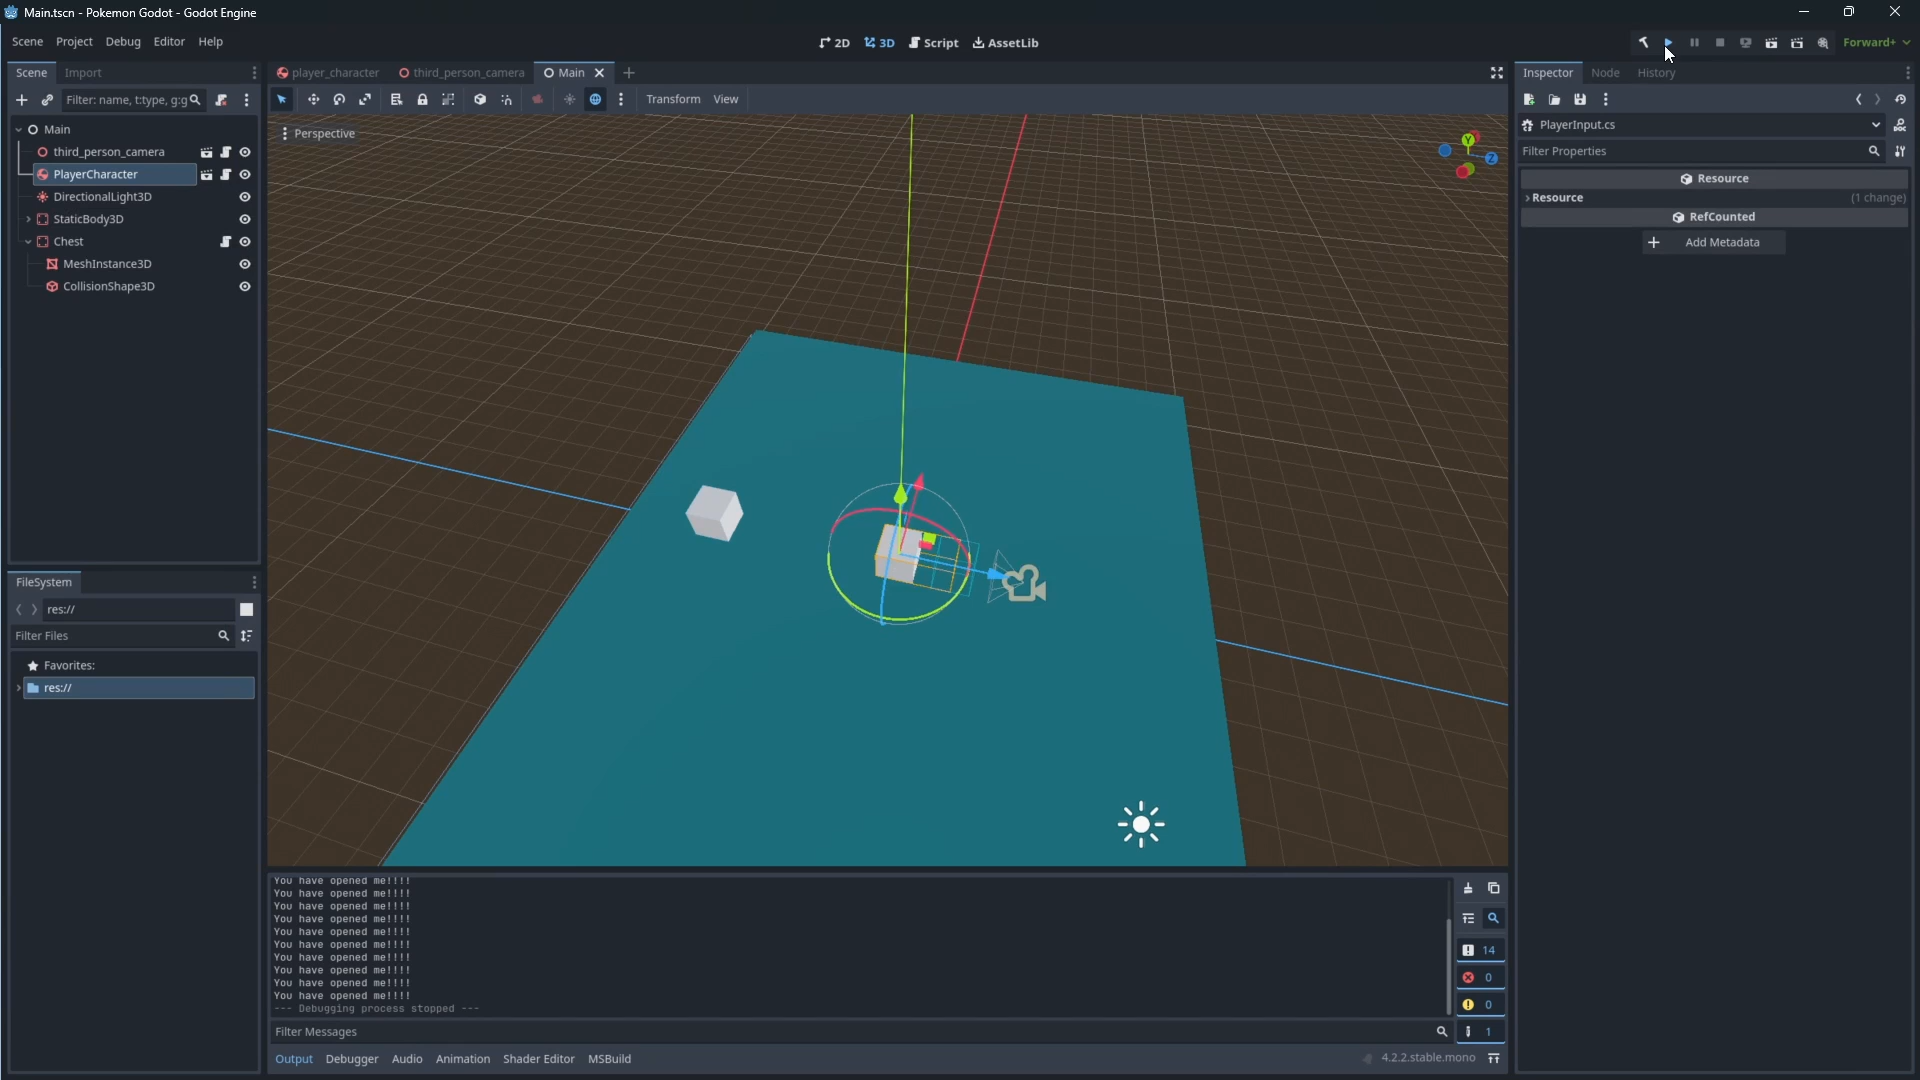 Main.tscn - Pokemon Godot - Godot Engine
Scene Project Debug Editor Help
2D 3D Script AssetLib
Forward+
Scene Import
player_character third_person_camera Main
Inspector Node History
Filter: name, t:type, g:g
Transform View
PlayerInput.cs
Filter Properties
Perspective
Y
Z
Main
third_person_camera
PlayerCharacter
DirectionalLight3D
StaticBody3D
Chest
MeshInstance3D
CollisionShape3D
Resource
Resource (1 change)
RefCounted
Add Metadata
FileSystem
res://
Filter Files
Favorites:
res://
You have opened me!!!!
You have opened me!!!!
You have opened me!!!!
You have opened me!!!!
You have opened me!!!!
You have opened me!!!!
You have opened me!!!!
You have opened me!!!!
You have opened me!!!!
You have opened me!!!!
--- Debugging process stopped ---
14
0
0
1
Filter Messages
Output Debugger Audio Animation Shader Editor MSBuild
4.2.2.stable.mono